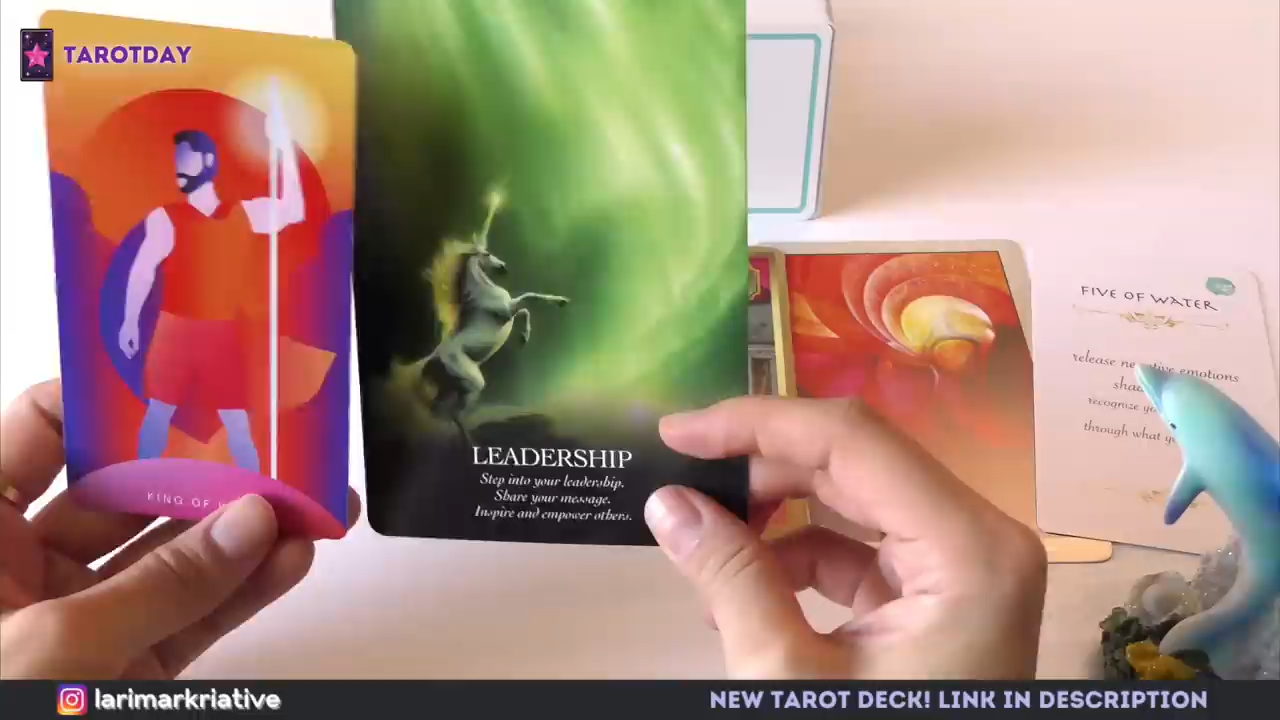 TAROTDAY
KING OF
LEADERSHIP
Step into your leadership.
Share your message.
Inspire and empower others.
FIVE OF WATER
release negative emotions
recognize
through what
larimarkriative
NEW TAROT DECK! LINK IN DESCRIPTION